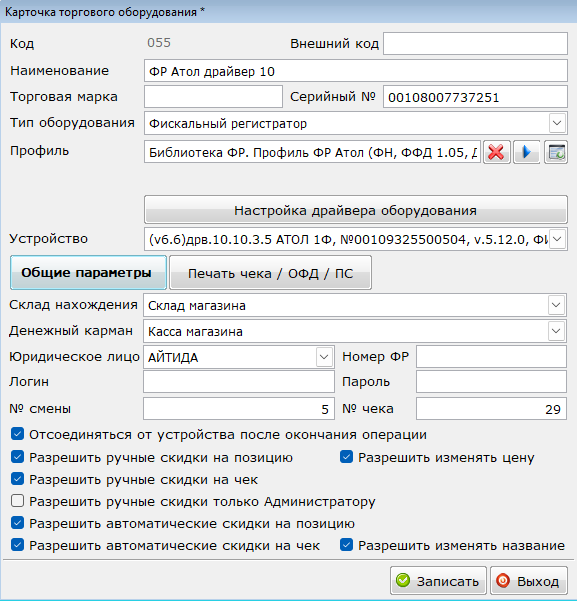 Карточка торгового оборудования *
Код 055 Внешний код
Наименование ФР Атол драйвер 10
Торговая марка Серийный № 00108007737251
Тип оборудования Фискальный регистратор
Профиль Библиотека ФР. Профиль ФР Атол (ФН, ФФД 1.05, Д
Настройка драйвера оборудования
Устройство (v6.6)дрв.10.10.3.5 АТОЛ 1Ф, №00109325500504, v.5.12.0, ФИ
Общие параметры Печать чека / ОФД / ПС
Склад нахождения Склад магазина
Денежный карман Касса магазина
Юридическое лицо АЙТИДА Номер ФР
Логин Пароль
№ смены 5 № чека 29
Отсоединяться от устройства после окончания операции
Разрешить ручные скидки на позицию Разрешить изменять цену
Разрешить ручные скидки на чек
Разрешить ручные скидки только Администратору
Разрешить автоматические скидки на позицию
Разрешить автоматические скидки на чек Разрешить изменять название
Записать Выход